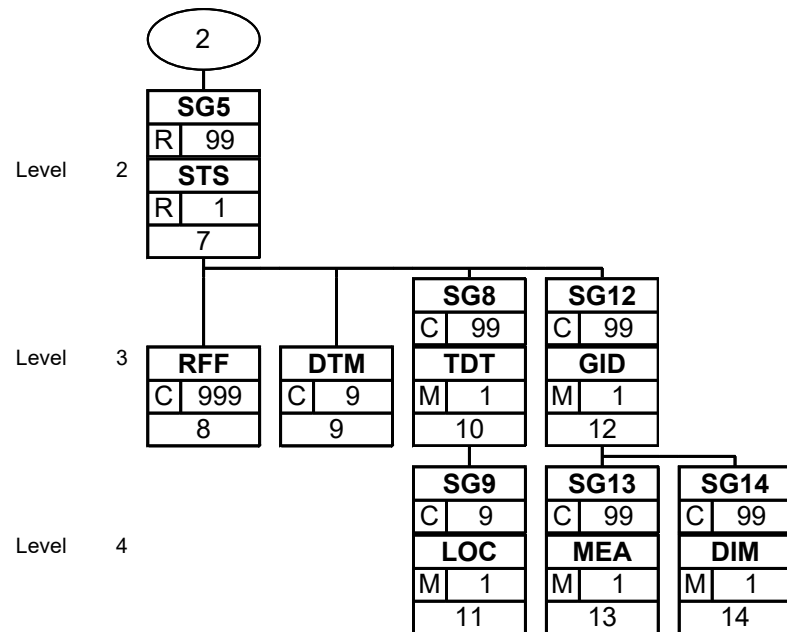 2
SG5
R 99
Level 2
STS
R 1
7
SG8 SG12
C 99 C 99
Level 3
RFF DTM TDT GID
C 999 C 9 M 1 M 1
8 9 10 12
SG9 SG13 SG14
C 9 C 99 C 99
Level 4
LOC MEA DIM
M 1 M 1 M 1
11 13 14